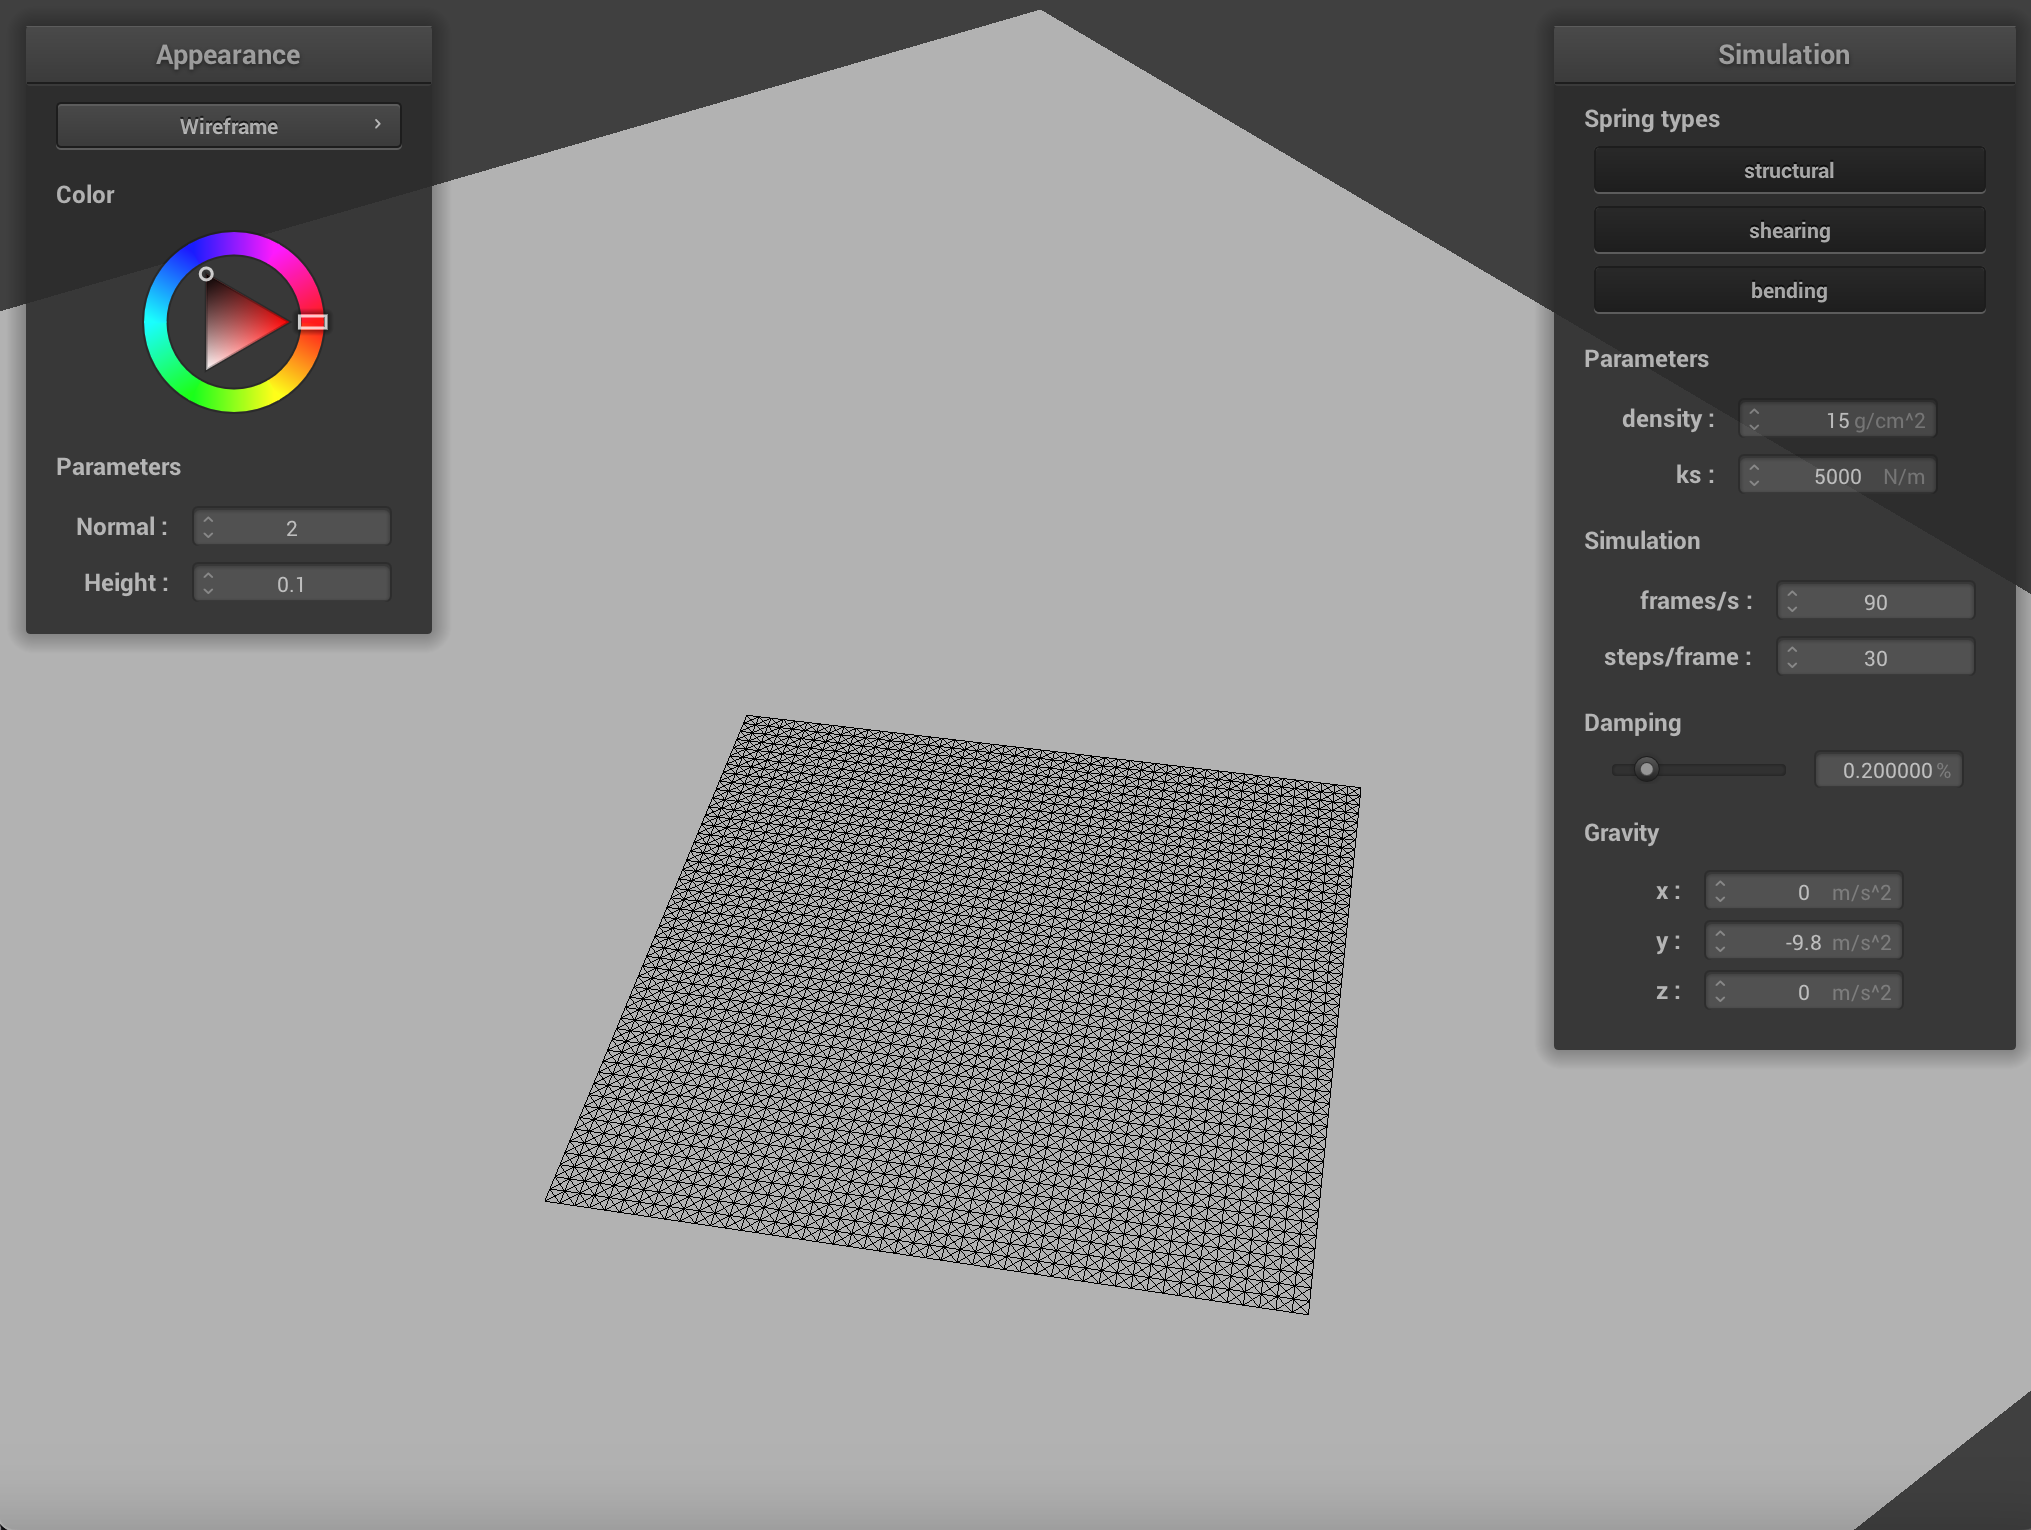 Appearance
Wireframe
Color
Parameters
Normal : 2
Height : 0.1
Simulation
Spring types
structural
shearing
bending
Parameters
density : 15 g/cm^2
ks : 5000 N/m
Simulation
frames/s : 90
steps/frame : 30
Damping
0.200000 %
Gravity
x : 0 m/s^2
y : -9.8 m/s^2
z : 0 m/s^2